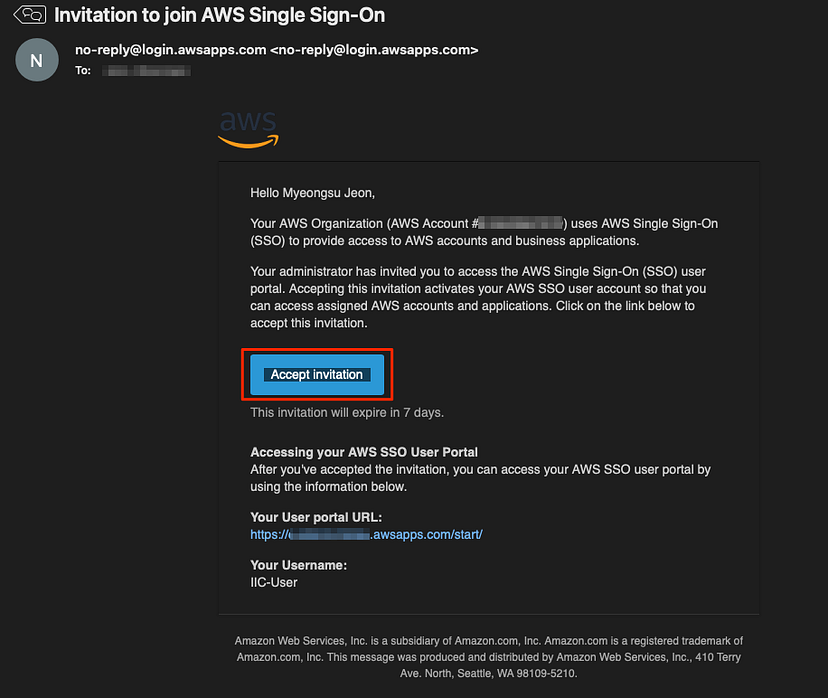 Invitation to join AWS Single Sign-On
no-reply@login.awsapps.com <no-reply@login.awsapps.com>
N
To:
aws
Hello Myeongsu Jeon,
Your AWS Organization (AWS Account #) uses AWS Single Sign-On
(SSO) to provide access to AWS accounts and business applications.
Your administrator has invited you to access the AWS Single Sign-On (SSO) user
portal. Accepting this invitation activates your AWS SSO user account so that you
can access assigned AWS accounts and applications. Click on the link below to
accept this invitation.
Accept invitation
This invitation will expire in 7 days.
Accessing your AWS SSO User Portal
After you've accepted the invitation, you can access your AWS SSO user portal by
using the information below.
Your User portal URL:
https://.awsapps.com/start/
Your Username:
IIC-User
Amazon Web Services, Inc. is a subsidiary of Amazon.com, Inc. Amazon.com is a registered trademark of
Amazon.com, Inc. This message was produced and distributed by Amazon Web Services, Inc., 410 Terry
Ave. North, Seattle, WA 98109-5210.